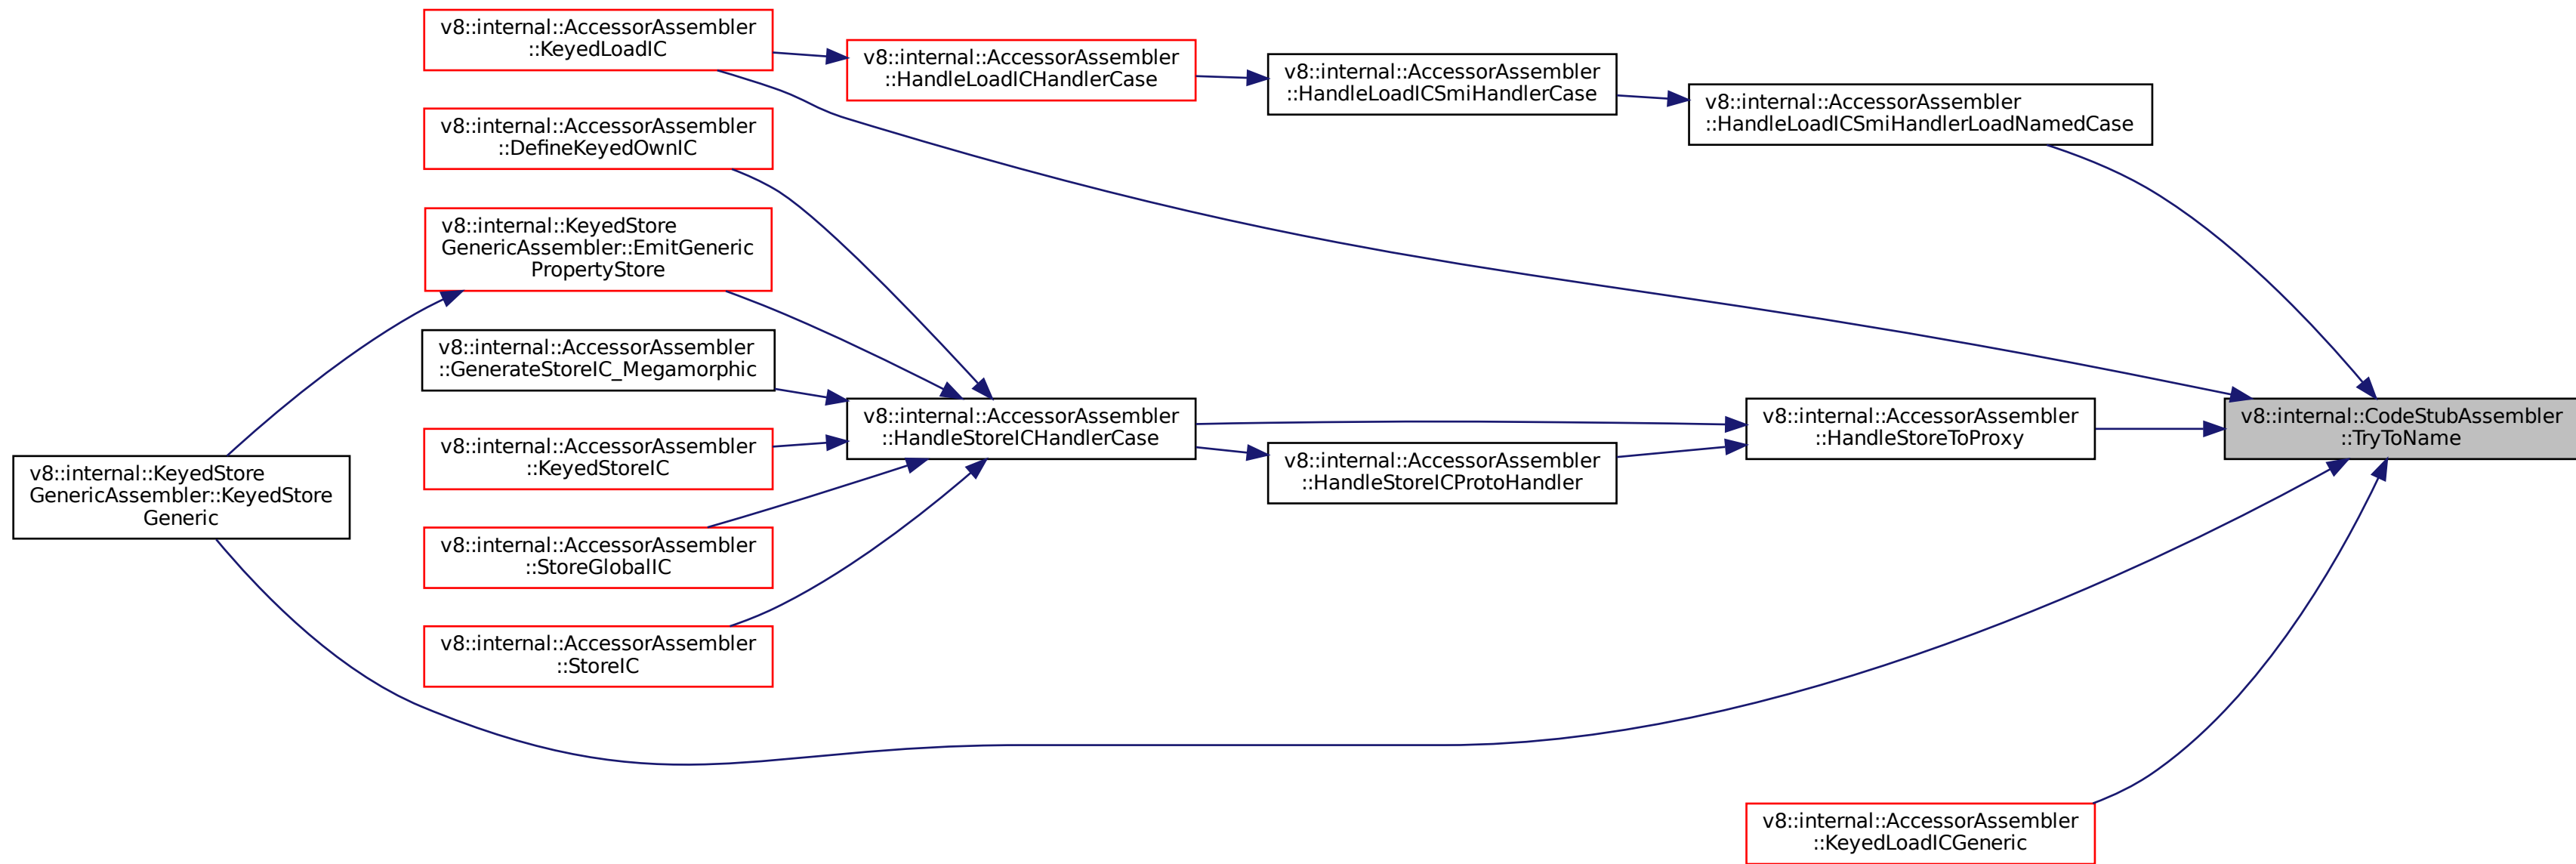 v8::internal::AccessorAssembler
::KeyedLoadIC
v8::internal::AccessorAssembler
::HandleLoadICHandlerCase
v8::internal::AccessorAssembler
::HandleLoadICSmiHandlerCase
v8::internal::AccessorAssembler
::HandleLoadICSmiHandlerLoadNamedCase
v8::internal::AccessorAssembler
::DefineKeyedOwnIC
v8::internal::KeyedStore
GenericAssembler::EmitGeneric
PropertyStore
v8::internal::AccessorAssembler
::GenerateStoreIC_Megamorphic
v8::internal::AccessorAssembler
::HandleStoreICHandlerCase
v8::internal::AccessorAssembler
::HandleStoreToProxy
v8::internal::CodeStubAssembler
::TryToName
v8::internal::AccessorAssembler
::KeyedStoreIC
v8::internal::AccessorAssembler
::HandleStoreICProtoHandler
v8::internal::KeyedStore
GenericAssembler::KeyedStore
Generic
v8::internal::AccessorAssembler
::StoreGlobalIC
v8::internal::AccessorAssembler
::StoreIC
v8::internal::AccessorAssembler
::KeyedLoadICGeneric